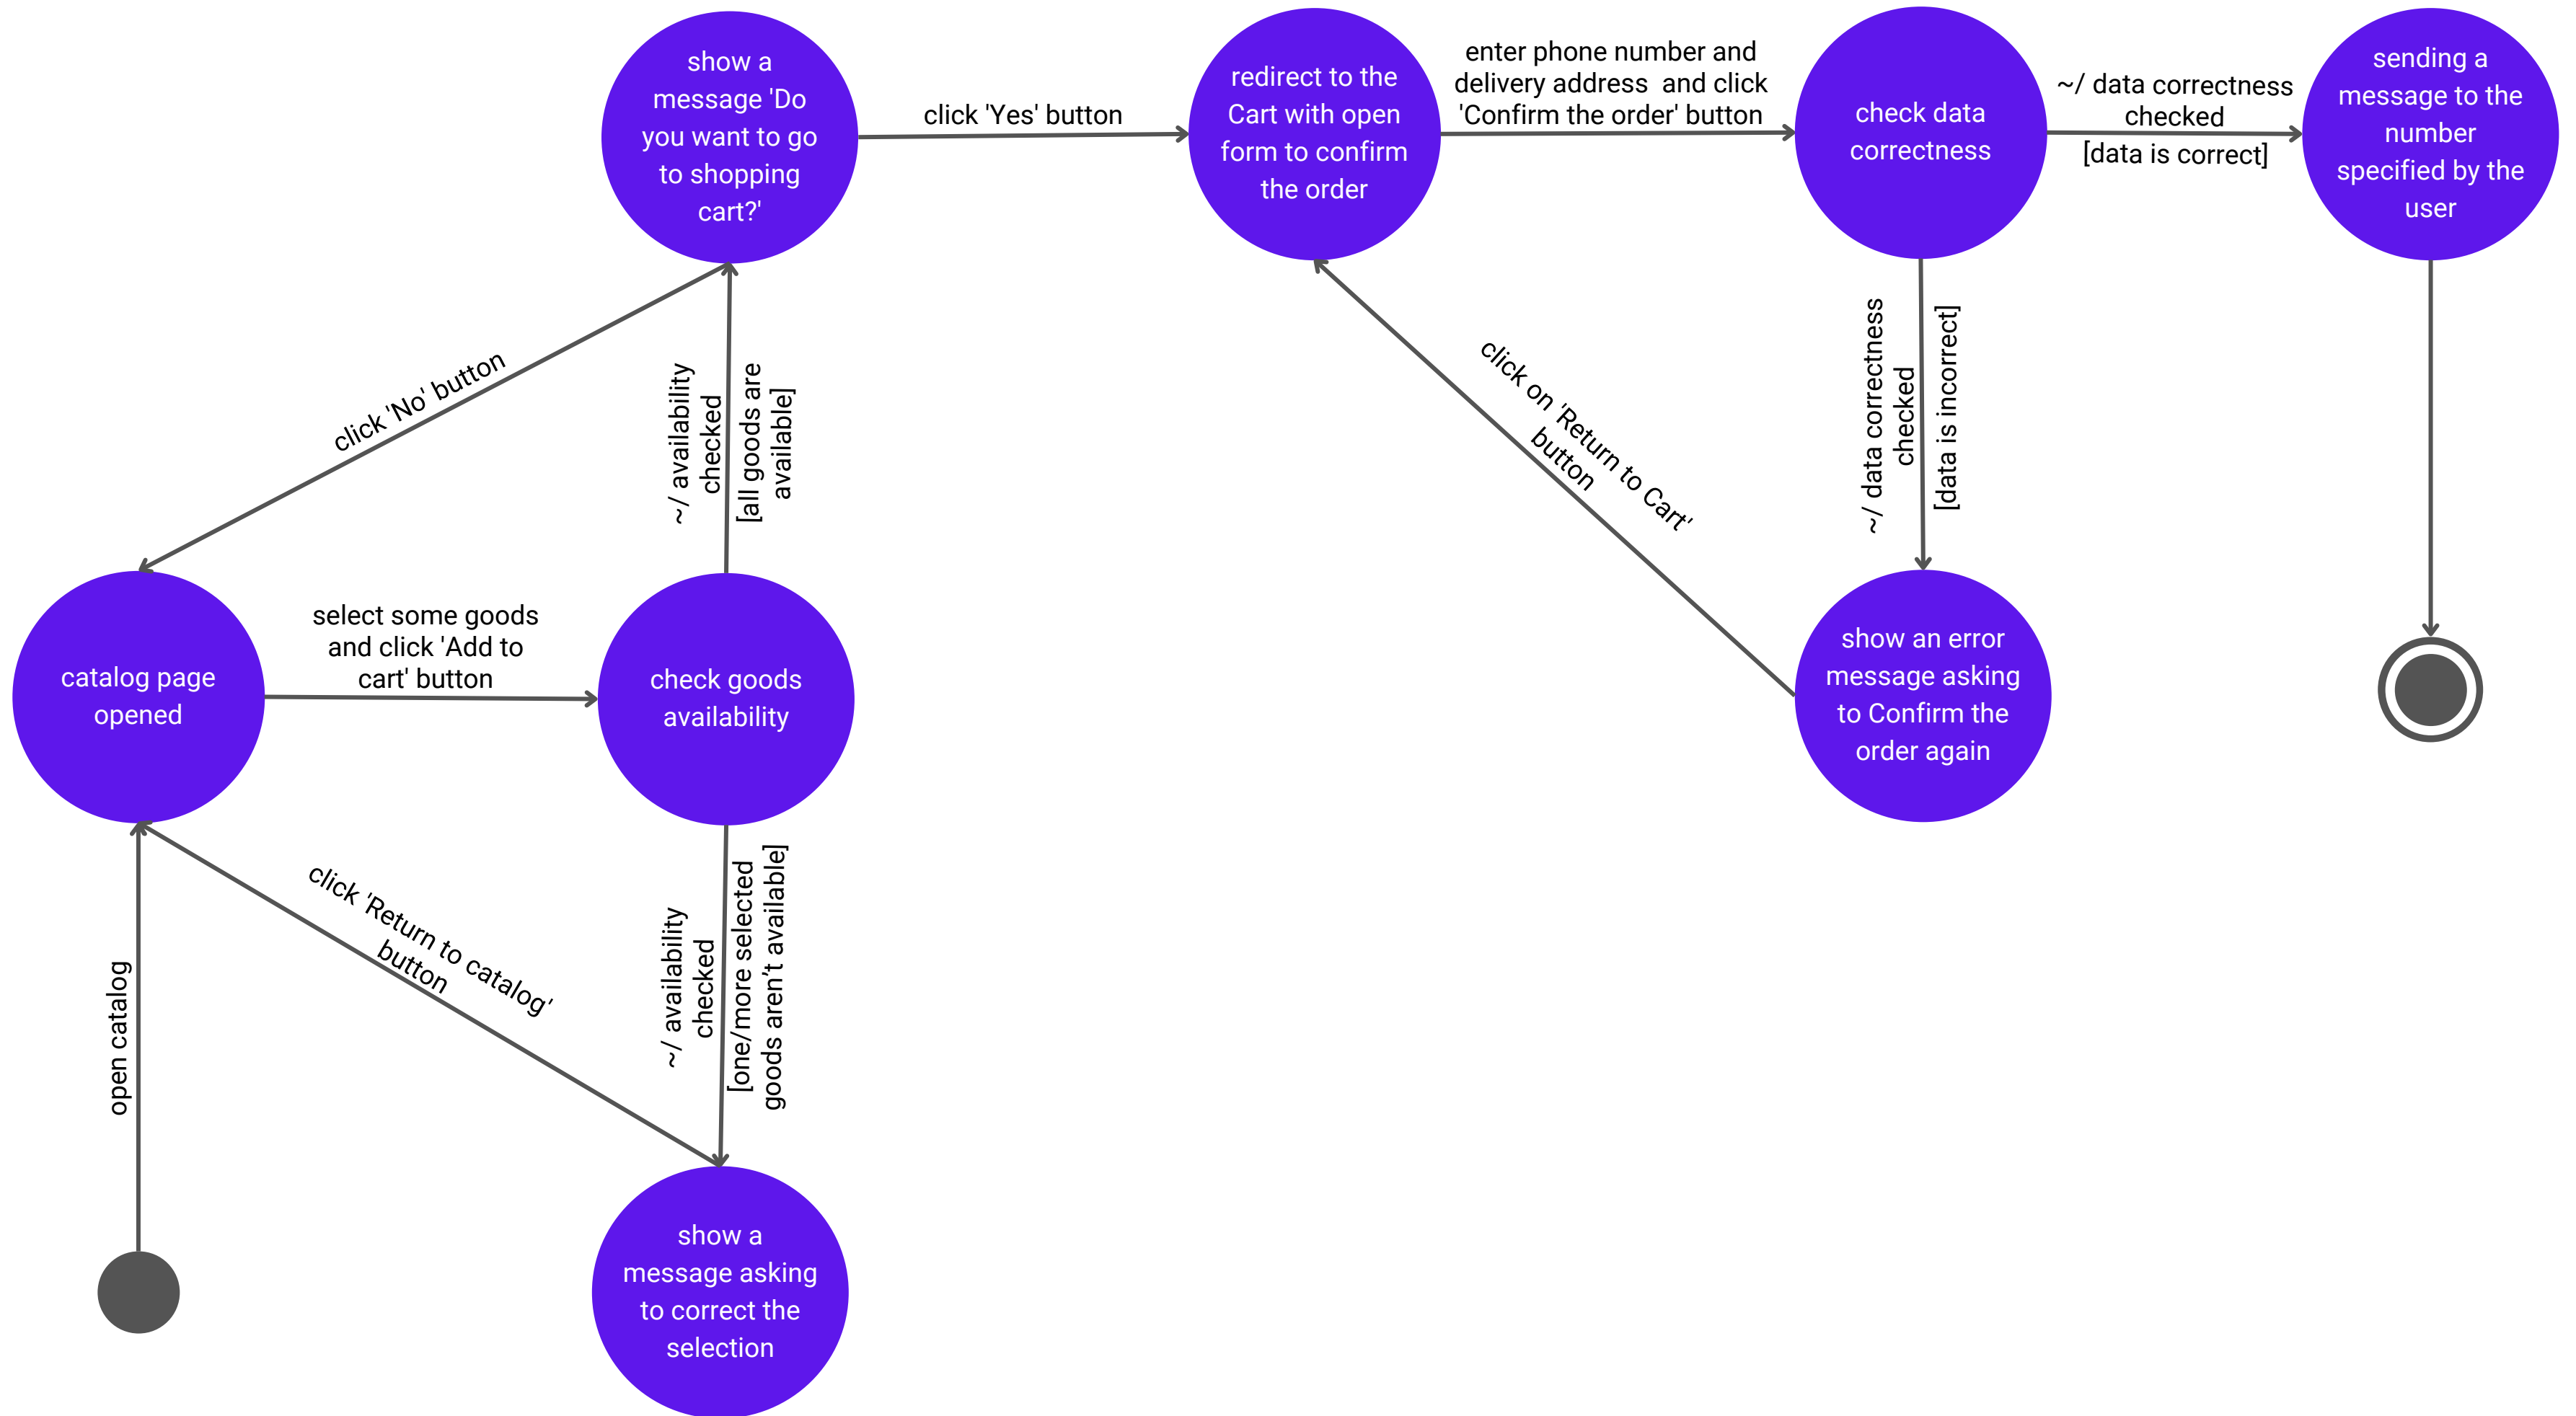 show a
message 'Do
you want to go
to shopping
cart?'
click 'Yes' button
redirect to the
Cart with open
form to confirm
the order
enter phone number and
delivery address  and click
'Confirm the order' button
check data
correctness
~/ data correctness
checked
[data is correct]
sending a
message to the
number
specified by the
user
click 'No' button
~/ availability
checked
[all goods are
available]
click on 'Return to Cart'
button
~/ data correctness
checked
[data is incorrect]
catalog page
opened
select some goods
and click 'Add to
cart' button
check goods
availability
show an error
message asking
to Confirm the
order again
open catalog
click 'Return to catalog'
button
~/ availability
checked
[one/more selected
goods aren’t available]
show a
message asking
to correct the
selection